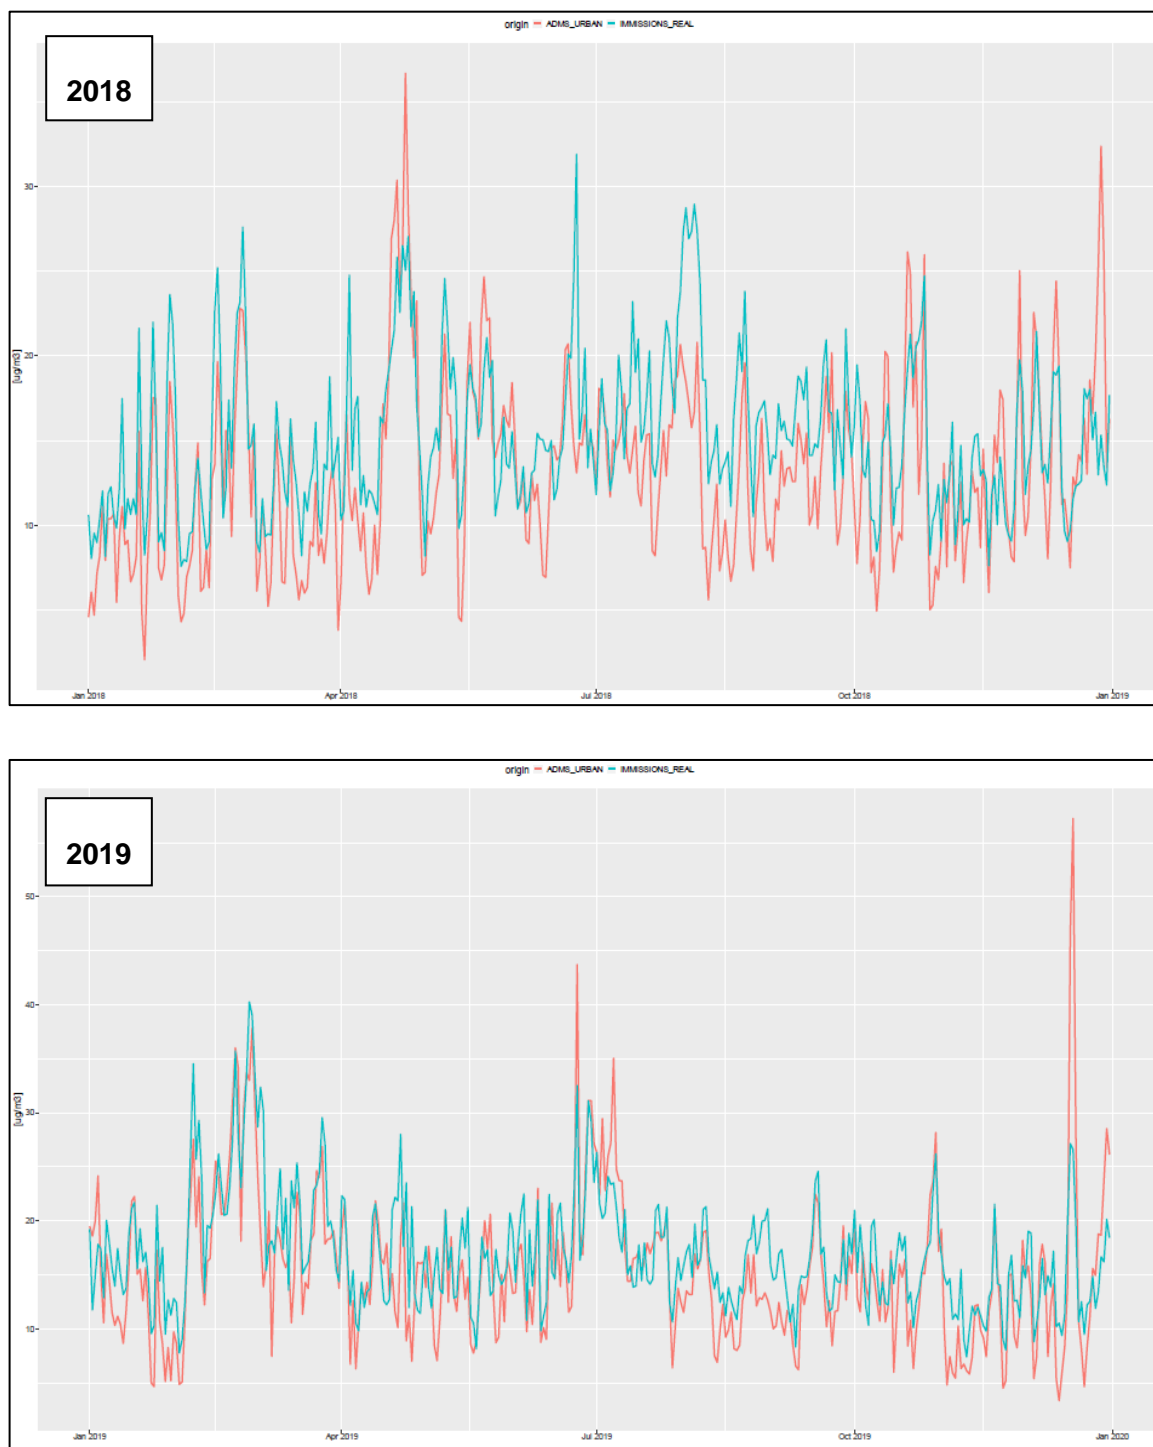 origin ADMS_URBAN IMMISSIONS_REAL
2018
30
20
10
[ug/m3]
Jan 2018 Apr 2018 Jul 2018 Oct 2018 Jan 2019
origin ADMS_URBAN IMMISSIONS_REAL
2019
50
40
30
20
10
[ug/m3]
Jan 2019 Apr 2019 Jul 2019 Oct 2019 Jan 2020